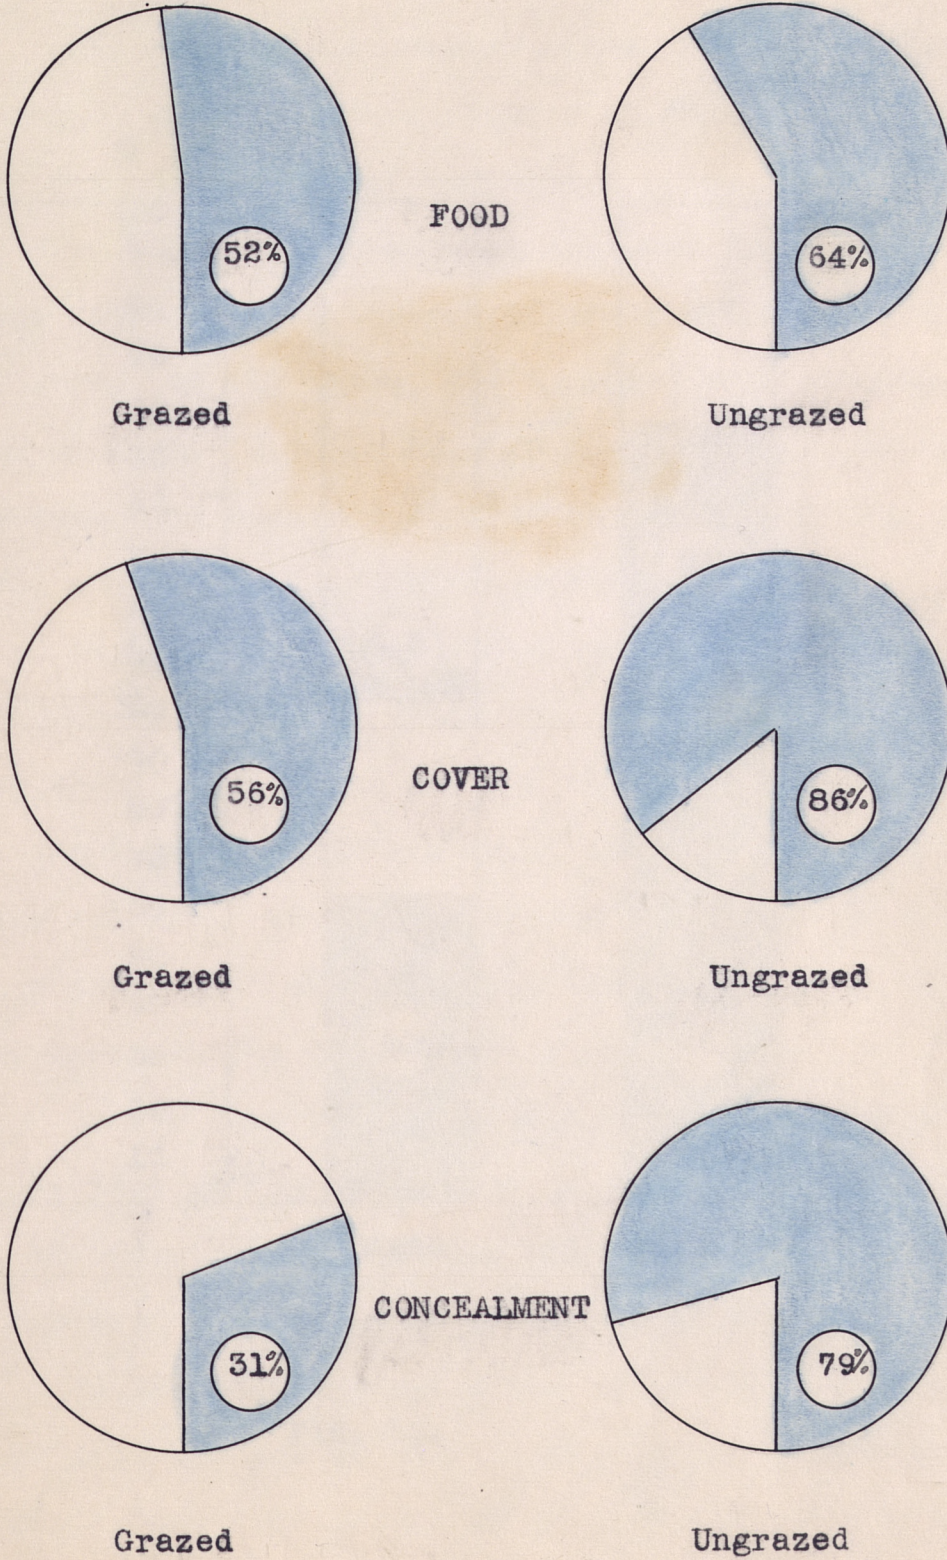 FOOD
52%
64%
Grazed
Ungrazed
COVER
56%
86%
Grazed
Ungrazed
CONCEALMENT
31%
79%
Grazed
Ungrazed